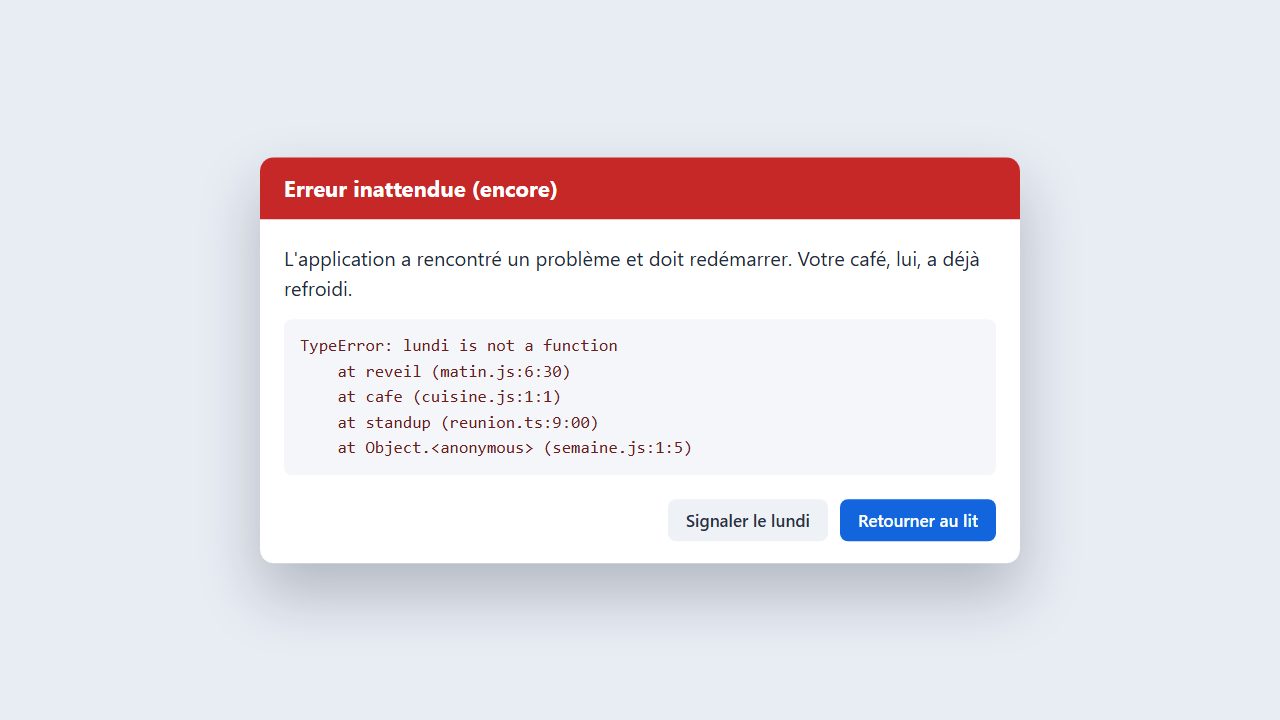 Erreur inattendue (encore)
L'application a rencontré un problème et doit redémarrer. Votre café, lui, a déjà
refroidi.
TypeError: lundi is not a function
    at reveil (matin.js:6:30)
    at cafe (cuisine.js:1:1)
    at standup (reunion.ts:9:00)
    at Object.<anonymous> (semaine.js:1:5)
Signaler le lundi
Retourner au lit